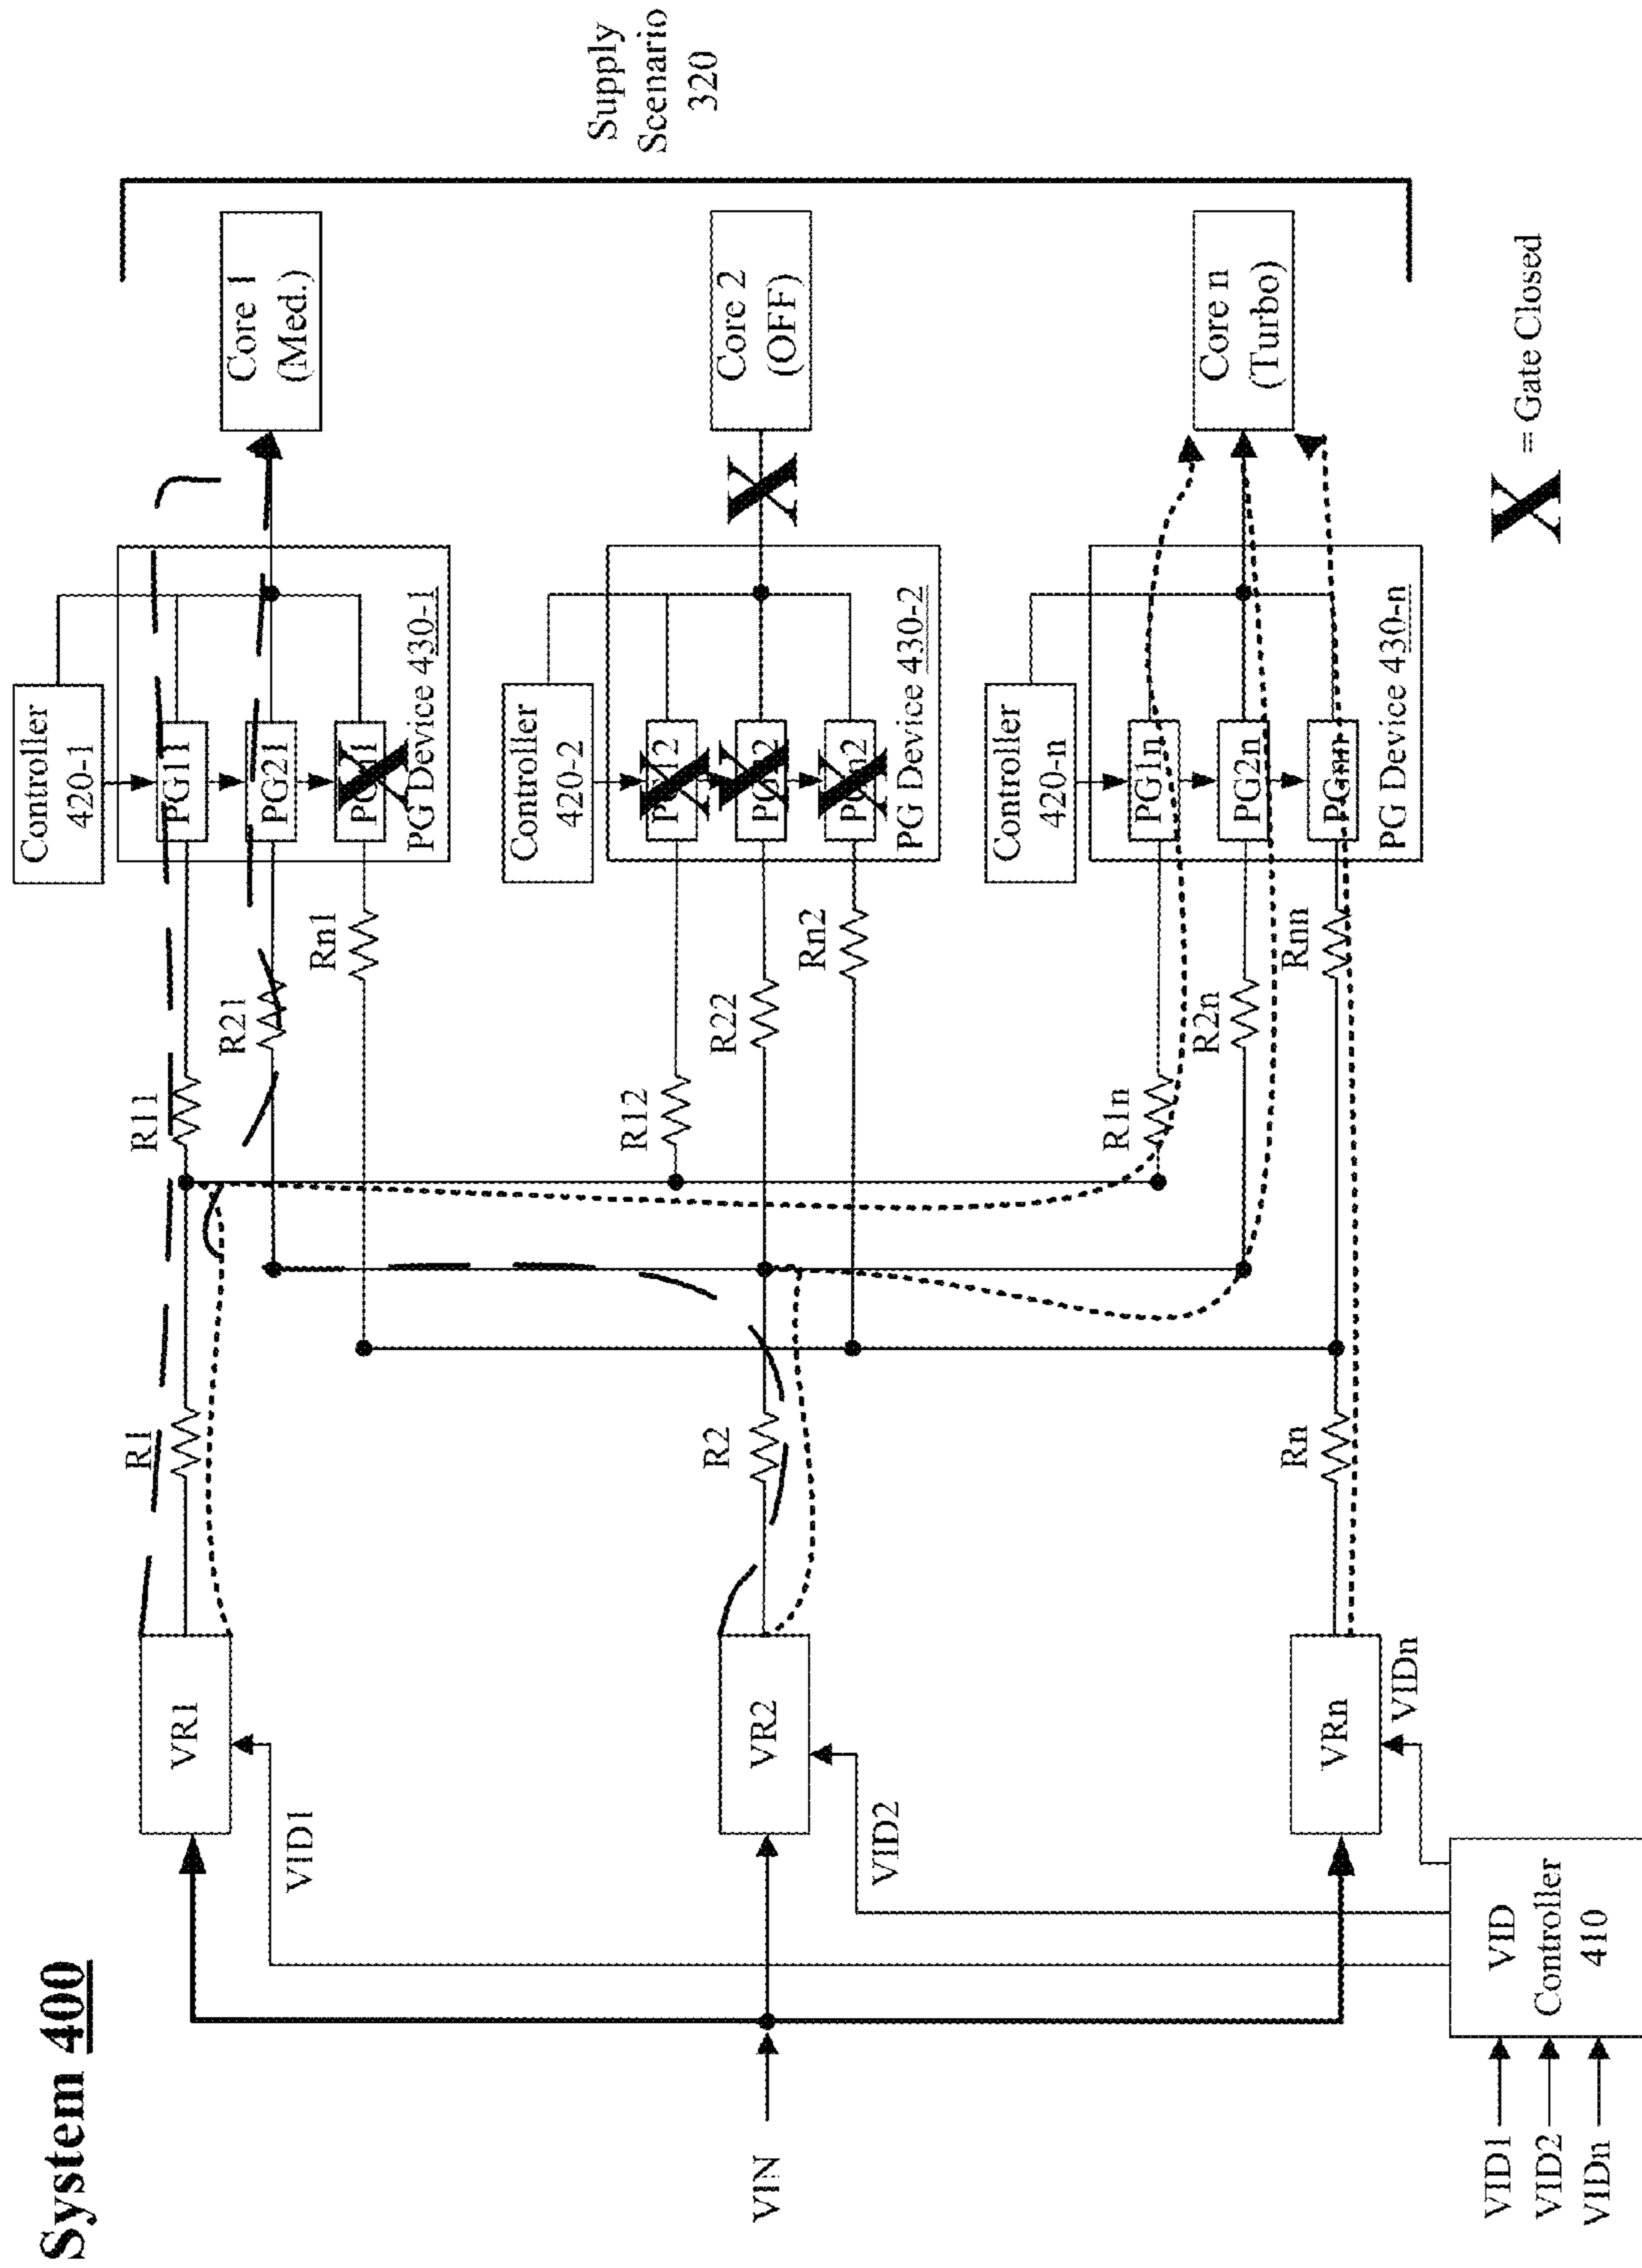 System 400
Supply
Scenario
320
Controller
420-1
PG11
PG21
PG Device 430-1
Core 1
(Med.)
Controller
420-2
PG Device 430-2
Core 2
(OFF)
Controller
420-n
PG1n
PG2n
PGnn
PG Device 430-n
Core n
(Turbo)
X = Gate Closed
R11
R21
Rn1
R12
R22
Rn2
R1n
R2n
Rnn
R1
R2
Rn
VR1
VR2
VRn
VID1
VID2
VIDn
VIN
VID
Controller
410
VID1
VID2
VIDn